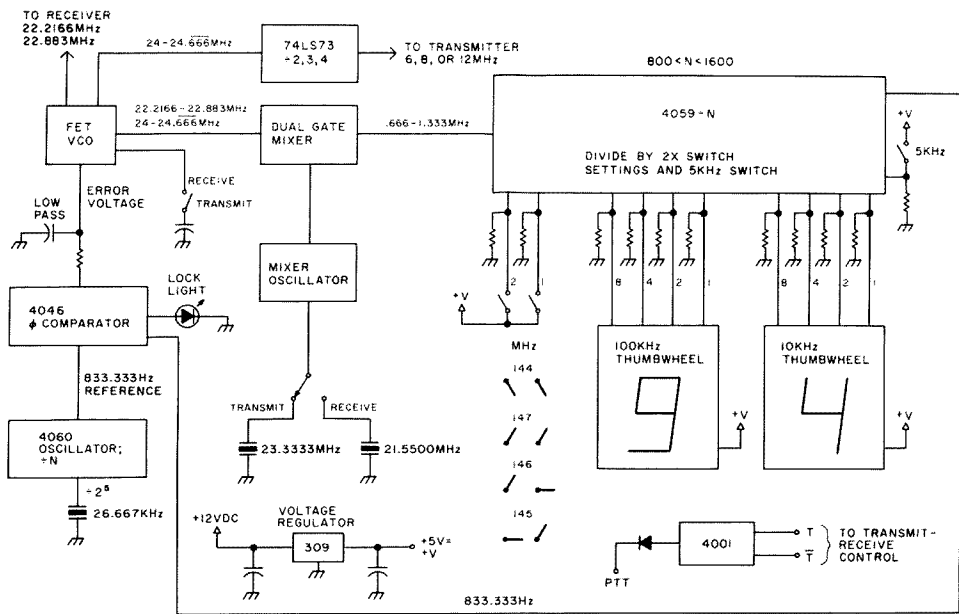 TO RECEIVER
22.2166MHz
22.883MHz
24-24.666MHz
74LS73
÷2,3,4
TO TRANSMITTER
6, 8, OR 12MHz
800<N<1600
FET
VCO
22.2166-22.883MHz
24-24.666MHz
DUAL GATE
MIXER
.666-1.333MHz
4059÷N
DIVIDE BY 2X SWITCH
SETTINGS AND 5KHz SWITCH
+V
5KHz
ERROR
VOLTAGE
RECEIVE
TRANSMIT
LOW
PASS
MIXER
OSCILLATOR
LOCK
LIGHT
4046
ϕ COMPARATOR
2
1
8
4
2
1
8
4
2
1
+V
MHz
144
147
146
145
100KHz
THUMBWHEEL
9
+V
10KHz
THUMBWHEEL
4
+V
833.333Hz
REFERENCE
TRANSMIT
RECEIVE
23.3333MHz
21.5500MHz
4060
OSCILLATOR;
÷N
÷2⁵
26.667KHz
+12VDC
VOLTAGE
REGULATOR
309
+5V=
+V
PTT
4001
T
T̅
TO TRANSMIT-
RECEIVE
CONTROL
833.333Hz